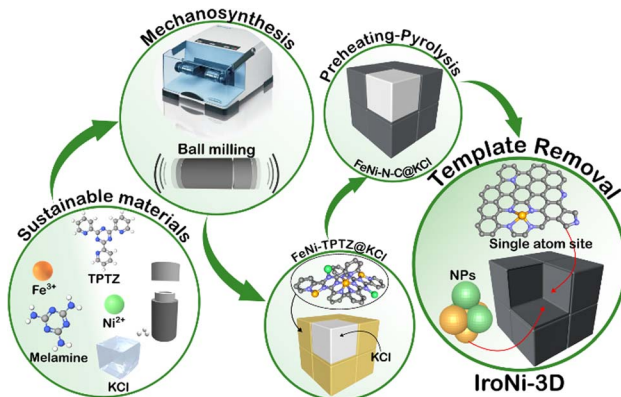 Mechanosynthesis
Ball milling
Preheating-Pyrolysis
FeNi-N-C@KCl
Template Removal
Single atom site
NPs
IroNi-3D
Sustainable materials
TPTZ
Fe3+
Ni2+
Melamine
KCl
FeNi-TPTZ@KCl
KCl